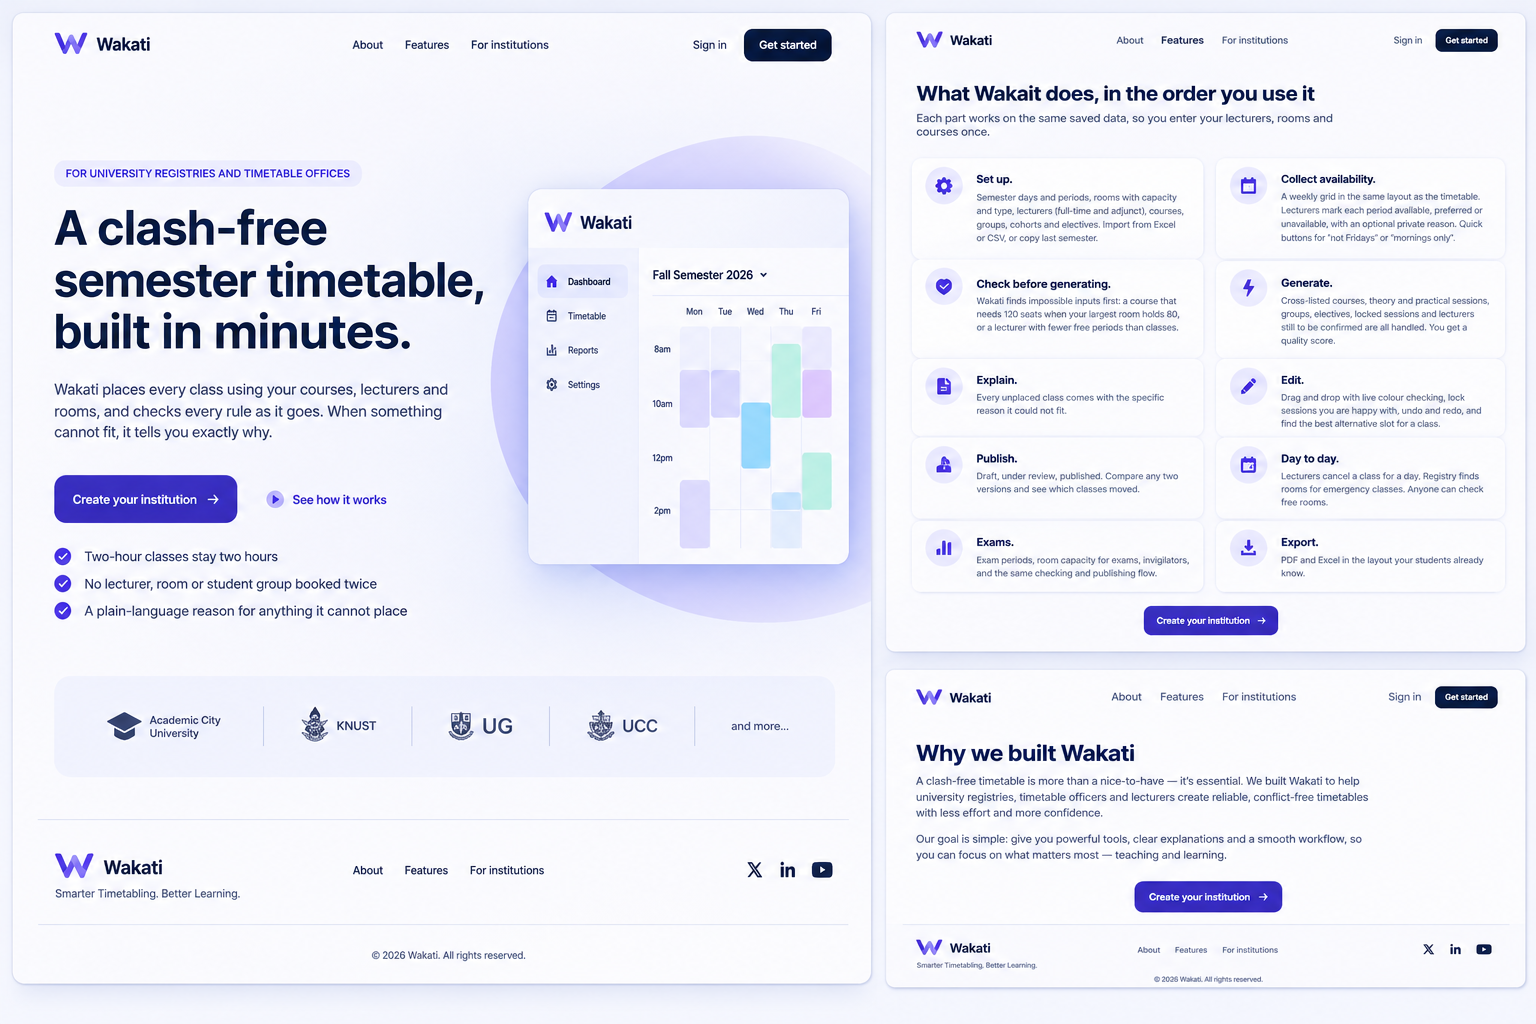 Wakati
About Features For institutions
Sign in Get started
FOR UNIVERSITY REGISTRIES AND TIMETABLE OFFICES
A clash-free
semester timetable,
built in minutes.
Wakati places every class using your courses, lecturers and
rooms, and checks every rule as it goes. When something
cannot fit, it tells you exactly why.
Create your institution →
See how it works
Two-hour classes stay two hours
No lecturer, room or student group booked twice
A plain-language reason for anything it cannot place
Wakati
Dashboard
Timetable
Reports
Settings
Fall Semester 2026
Mon Tue Wed Thu Fri
8am
10am
12pm
2pm
Academic City
University
KNUST
UG
UCC
and more...
Wakati
Smarter Timetabling. Better Learning.
About Features For institutions
© 2026 Wakati. All rights reserved.
Wakati
About Features For institutions
Sign in Get started
What Wakait does, in the order you use it
Each part works on the same saved data, so you enter your lecturers, rooms and
courses once.
Set up.
Semester days and periods, rooms with capacity
and type, lecturers (full-time and adjunct), courses,
groups, cohorts and electives. Import from Excel
or CSV, or copy last semester.
Collect availability.
A weekly grid in the same layout as the timetable.
Lecturers mark each period available, preferred or
unavailable, with an optional private reason. Quick
buttons for "not Fridays" or "mornings only".
Check before generating.
Wakati finds impossible inputs first: a course that
needs 120 seats when your largest room holds 80,
or a lecturer with fewer free periods than classes.
Generate.
Cross-listed courses, theory and practical sessions,
groups, electives, locked sessions and lecturers
still to be confirmed are all handled. You get a
quality score.
Explain.
Every unplaced class comes with the specific
reason it could not fit.
Edit.
Drag and drop with live colour checking, lock
sessions you are happy with, undo and redo, and
find the best alternative slot for a class.
Publish.
Draft, under review, published. Compare any two
versions and see which classes moved.
Day to day.
Lecturers cancel a class for a day. Registry finds
rooms for emergency classes. Anyone can check
free rooms.
Exams.
Exam periods, room capacity for exams, invigilators,
and the same checking and publishing flow.
Export.
PDF and Excel in the layout your students already
know.
Create your institution →
Wakati
About Features For institutions
Sign in Get started
Why we built Wakati
A clash-free timetable is more than a nice-to-have — it's essential. We built Wakati to help
university registries, timetable officers and lecturers create reliable, conflict-free timetables
with less effort and more confidence.
Our goal is simple: give you powerful tools, clear explanations and a smooth workflow, so
you can focus on what matters most — teaching and learning.
Create your institution →
Wakati
Smarter Timetabling, Better Learning.
About Features For institutions
© 2026 Wakati. All rights reserved.